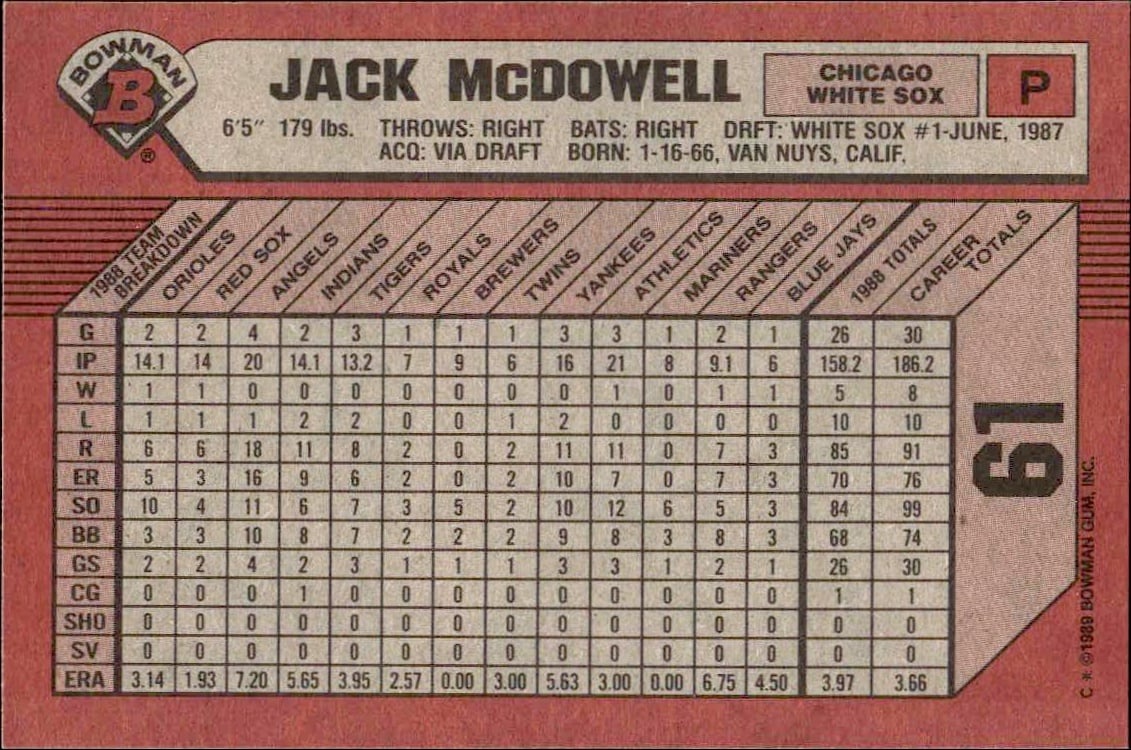 BOWMAN
B
®
JACK McDOWELL
CHICAGO
WHITE SOX
P
6'5" 179 lbs. THROWS: RIGHT BATS: RIGHT DRFT: WHITE SOX #1-JUNE, 1987
ACQ: VIA DRAFT BORN: 1-16-66, VAN NUYS, CALIF.
1988 TEAM BREAKDOWN ORIOLES RED SOX ANGELS INDIANS TIGERS ROYALS BREWERS TWINS YANKEES ATHLETICS MARINERS RANGERS BLUE JAYS 1988 TOTALS CAREER TOTALS
G 2 2 4 2 3 1 1 1 3 3 1 2 1 26 30
IP 14.1 14 20 14.1 13.2 7 9 6 16 21 8 9.1 6 158.2 186.2
W 1 1 0 0 0 0 0 0 0 1 0 1 1 5 8
L 1 1 1 2 2 0 0 1 2 0 0 0 0 10 10
R 6 6 18 11 8 2 0 2 11 11 0 7 3 85 91
ER 5 3 16 9 6 2 0 2 10 7 0 7 3 70 76
SO 10 4 11 6 7 3 5 2 10 12 6 5 3 84 99
BB 3 3 10 8 7 2 2 2 9 8 3 8 3 68 74
GS 2 2 4 2 3 1 1 1 3 3 1 2 1 26 30
CG 0 0 0 1 0 0 0 0 0 0 0 0 0 1 1
SHO 0 0 0 0 0 0 0 0 0 0 0 0 0 0 0
SV 0 0 0 0 0 0 0 0 0 0 0 0 0 0 0
ERA 3.14 1.93 7.20 5.65 3.95 2.57 0.00 3.00 5.63 3.00 0.00 6.75 4.50 3.97 3.66
61
C * ©1989 BOWMAN GUM, INC.